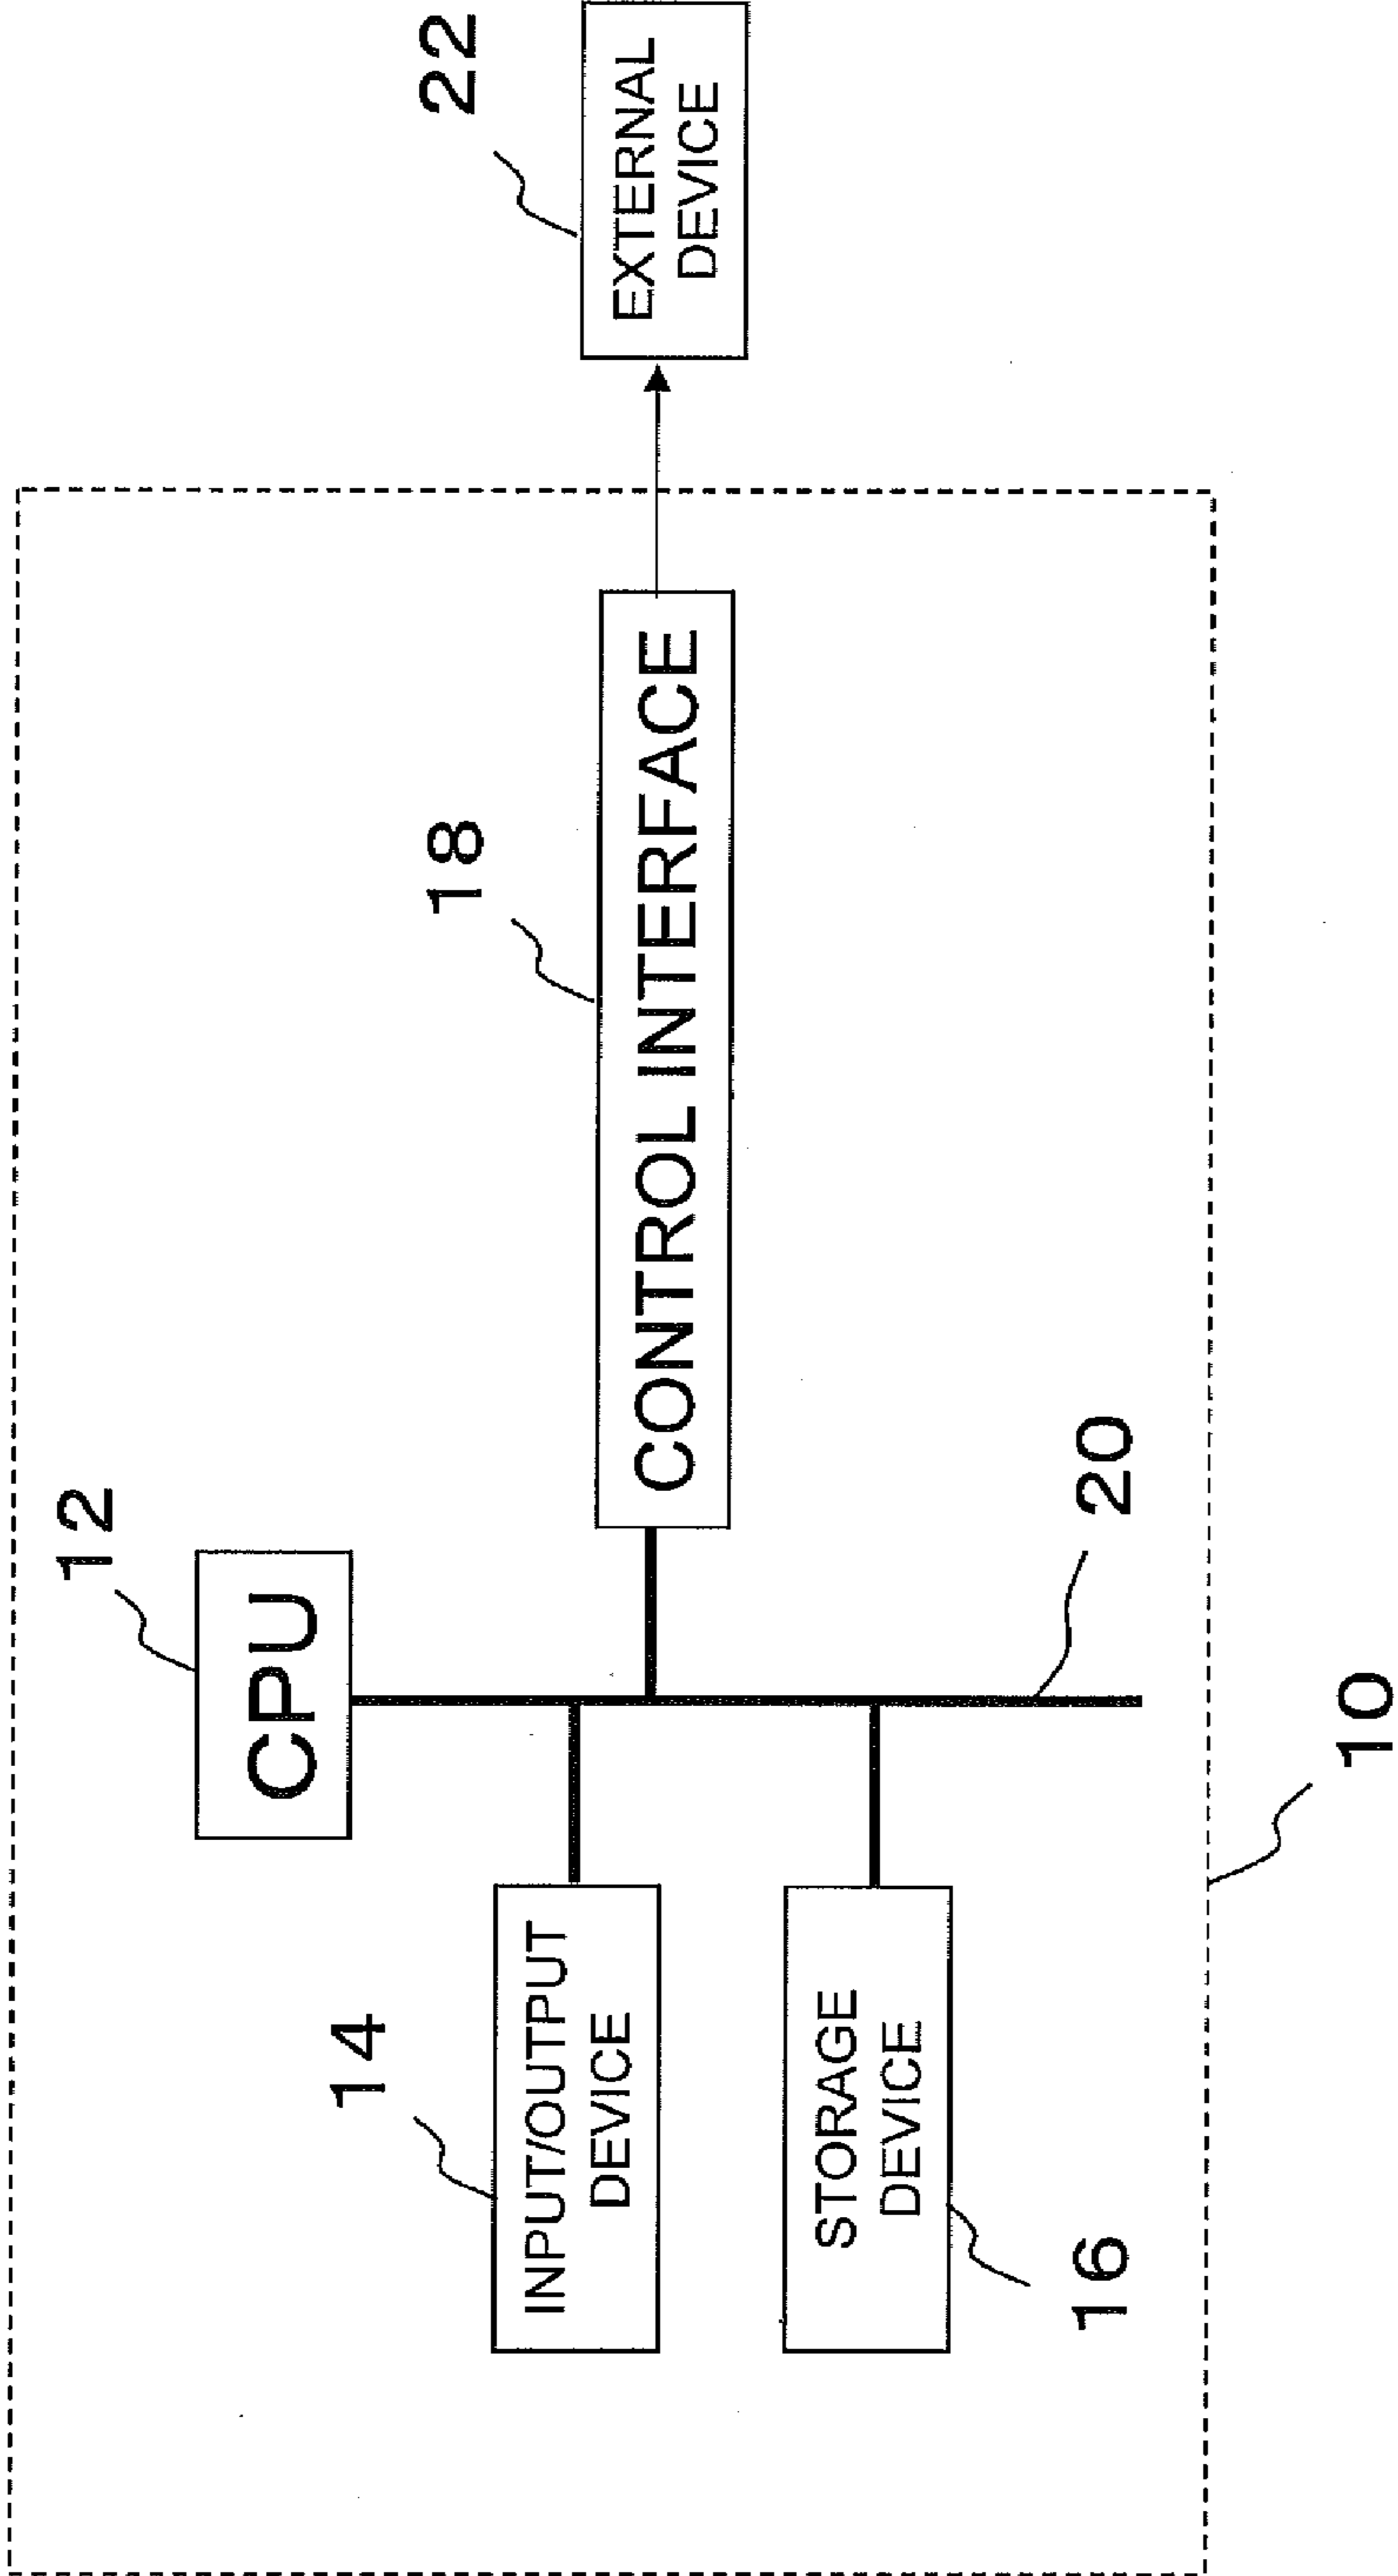 12
CPU
14
INPUT/OUTPUT
DEVICE
18
CONTROL INTERFACE
22
EXTERNAL
DEVICE
STORAGE
DEVICE
16
20
10